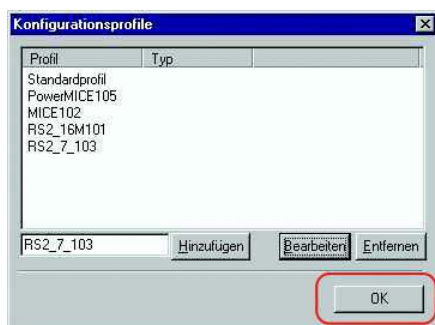 Konfigurationsprofile
Profil Typ
Standardprofil
PowerMICE105
MICE102
RS2_16M101
RS2_7_103
RS2_7_103 Hinzufügen Bearbeiten Entfernen
OK